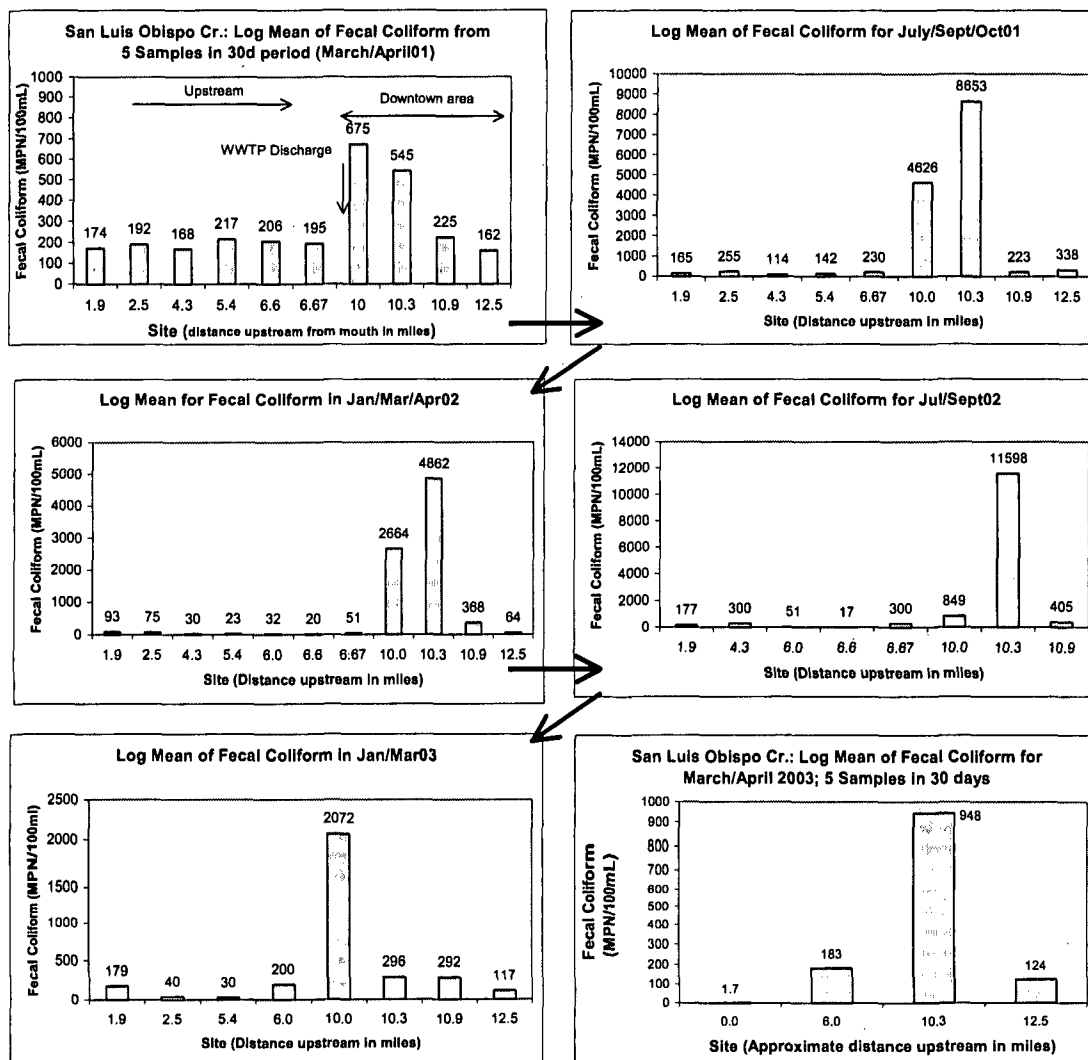 San Luis Obispo Cr.: Log Mean of Fecal Coliform from
5 Samples in 30d period (March/April01)
Fecal Coliform (MPN/100mL)
1000
900
800
700
600
500
400
300
200
100
0
Upstream
Downtown area
WWTP Discharge
174 192 168 217 206 195 675 545 225 162
1.9 2.5 4.3 5.4 6.6 6.67 10 10.3 10.9 12.5
Site (distance upstream from mouth in miles)
Log Mean of Fecal Coliform for July/Sept/Oct01
Fecal Coliform (MPN/100mL)
10000
9000
8000
7000
6000
5000
4000
3000
2000
1000
0
165 255 114 142 230 4626 8653 223 338
1.9 2.5 4.3 5.4 6.67 10.0 10.3 10.9 12.5
Site (Distance upstream in miles)
Log Mean for Fecal Coliform in Jan/Mar/Apr02
Fecal Coliform (MPN/100mL)
6000
5000
4000
3000
2000
1000
0
93 75 30 23 32 20 51 2664 4862 368 64
1.9 2.5 4.3 5.4 6.0 6.6 6.67 10.0 10.3 10.9 12.5
Site (Distance upstream in miles)
Log Mean of Fecal Coliform for Jul/Sept02
Fecal Coliform (MPN/100mL)
14000
12000
10000
8000
6000
4000
2000
0
177 300 51 17 300 849 11598 405
1.9 4.3 6.0 6.6 6.67 10.0 10.3 10.9
Site (Distance upstream in miles)
Log Mean of Fecal Coliform in Jan/Mar03
Fecal Coliform (MPN/100ml)
2500
2000
1500
1000
500
0
179 40 30 200 2072 296 292 117
1.9 2.5 5.4 6.0 10.0 10.3 10.9 12.5
Site (Distance upstream in miles)
San Luis Obispo Cr.: Log Mean of Fecal Coliform for
March/April 2003; 5 Samples in 30 days
Fecal Coliform
(MPN/100mL)
1000
900
800
700
600
500
400
300
200
100
0
1.7 183 948 124
0.0 6.0 10.3 12.5
Site (Approximate distance upstream in miles)